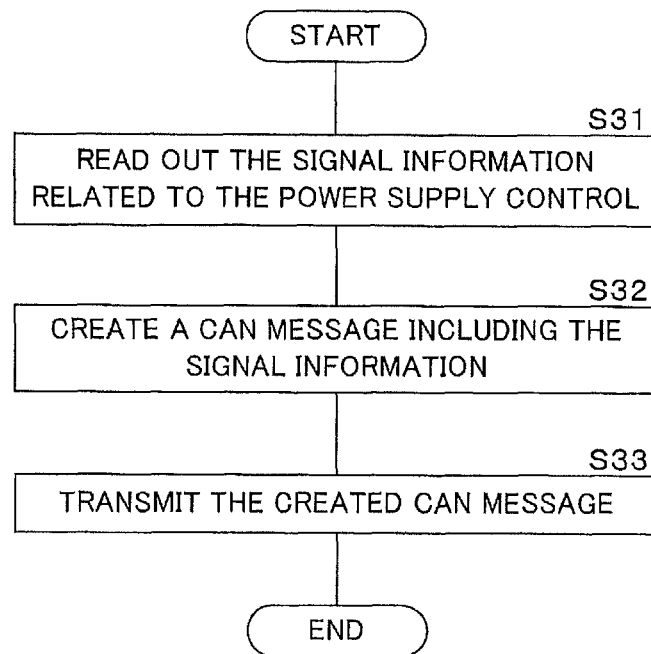 START
S31
READ OUT THE SIGNAL INFORMATION
RELATED TO THE POWER SUPPLY CONTROL
S32
CREATE A CAN MESSAGE INCLUDING THE
SIGNAL INFORMATION
S33
TRANSMIT THE CREATED CAN MESSAGE
END